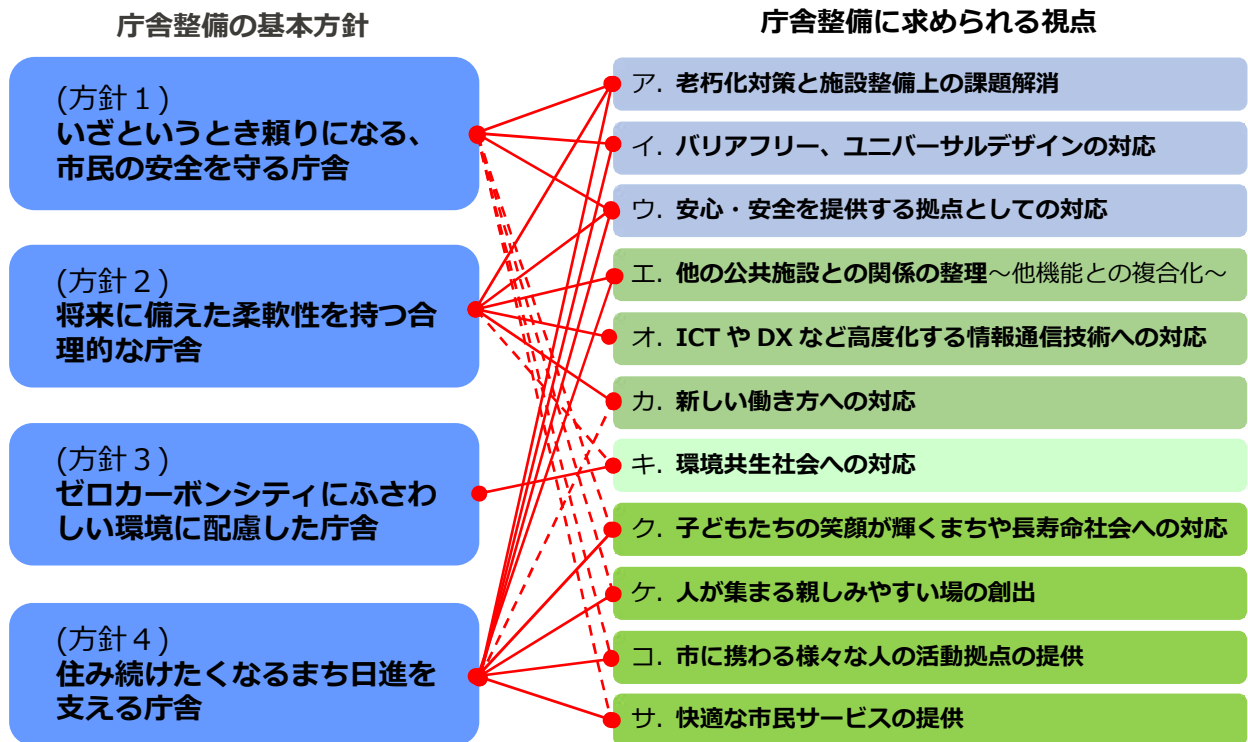 庁舎整備の基本方針
(方針１)
いざというとき頼りになる、
市民の安全を守る庁舎
(方針２)
将来に備えた柔軟性を持つ合
理的な庁舎
(方針３)
ゼロカーボンシティにふさわ
しい環境に配慮した庁舎
(方針４)
住み続けたくなるまち日進を
支える庁舎
庁舎整備に求められる視点
ア. 老朽化対策と施設整備上の課題解消
イ. バリアフリー、ユニバーサルデザインの対応
ウ. 安心・安全を提供する拠点としての対応
エ. 他の公共施設との関係の整理～他機能との複合化～
オ. ICT や DX など高度化する情報通信技術への対応
カ. 新しい働き方への対応
キ. 環境共生社会への対応
ク. 子どもたちの笑顔が輝くまちや長寿命社会への対応
ケ. 人が集まる親しみやすい場の創出
コ. 市に携わる様々な人の活動拠点の提供
サ. 快適な市民サービスの提供